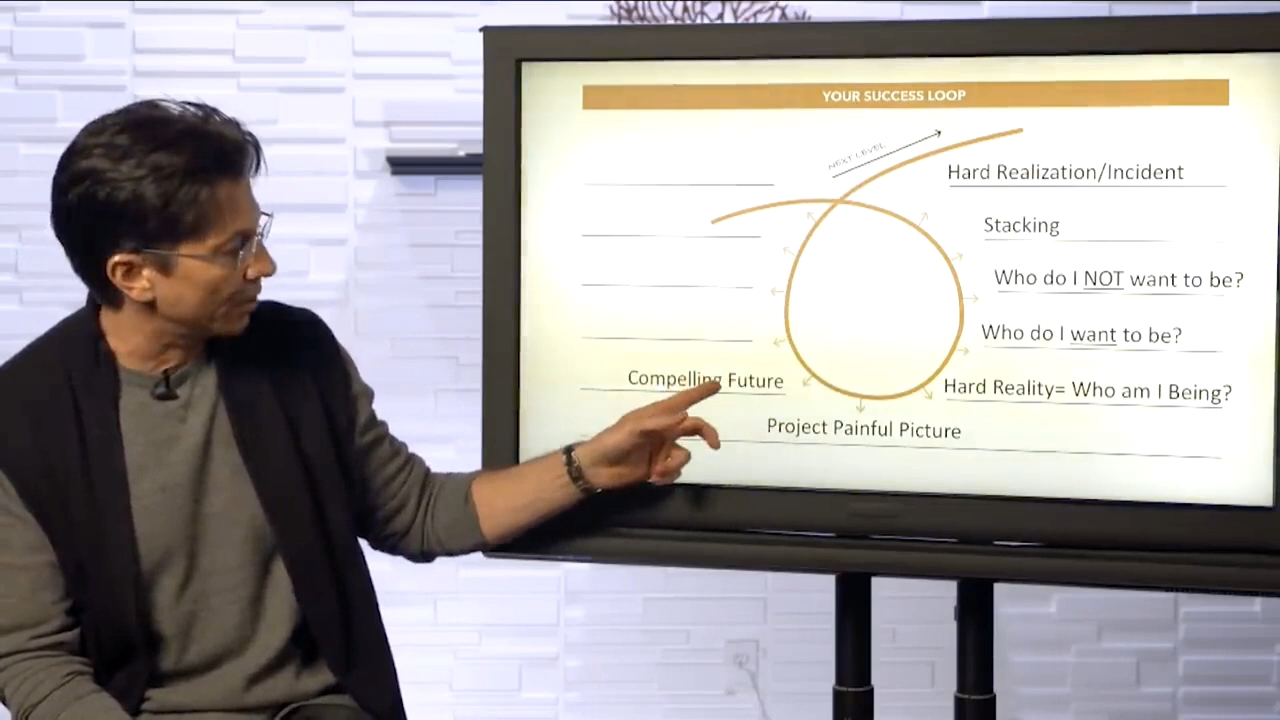 YOUR SUCCESS LOOP
NEXT LEVEL
Hard Realization/Incident
Stacking
Who do I NOT want to be?
Who do I want to be?
Hard Reality= Who am I Being?
Project Painful Picture
Compelling Future